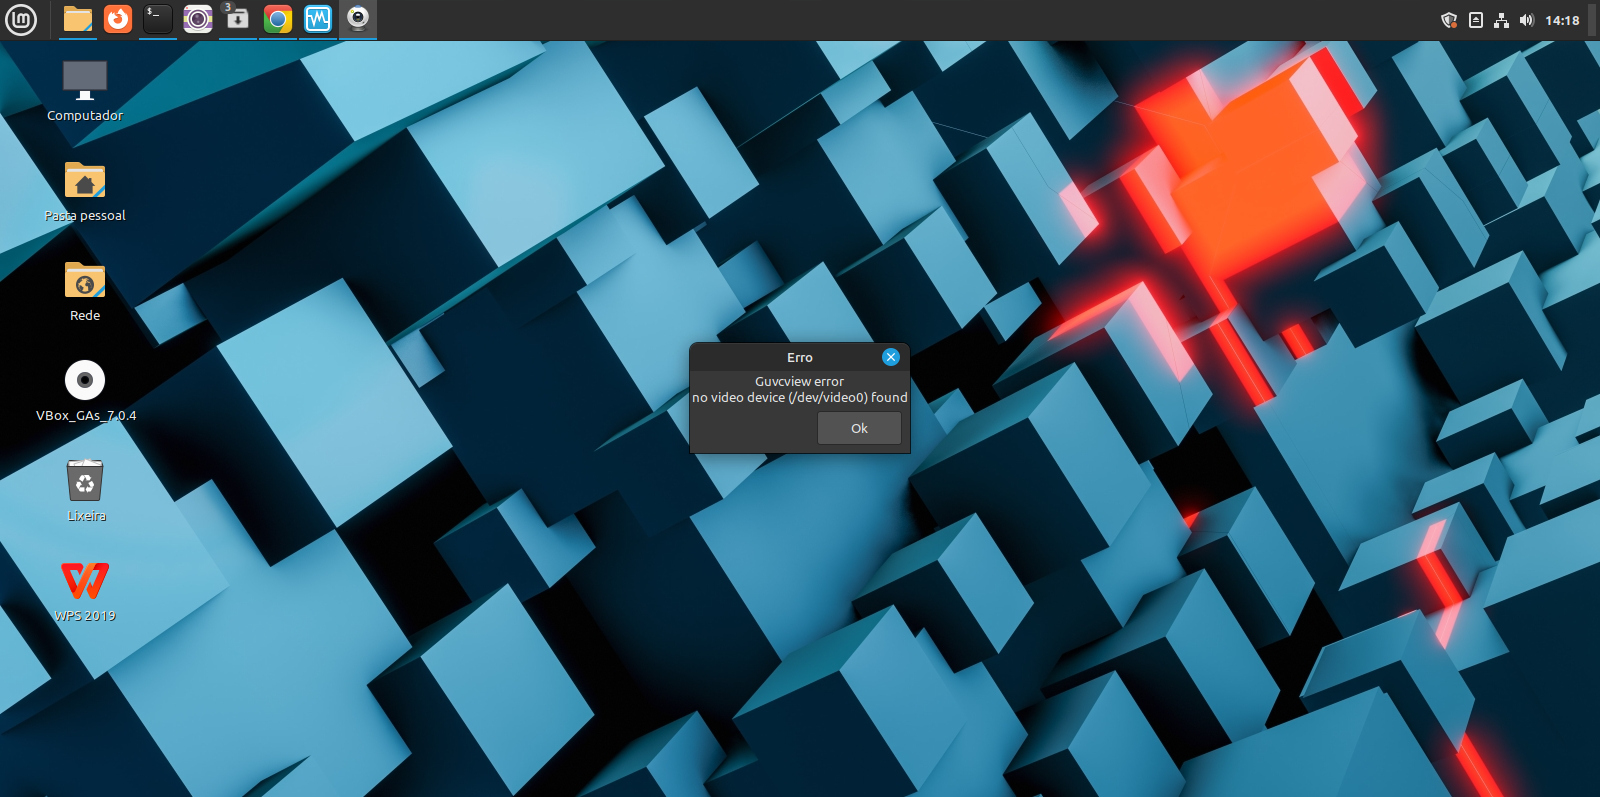 3
14:18
Computador
Pasta pessoal
Rede
VBox_GAs_7.0.4
Lixeira
WPS 2019
Erro
Guvcview error
no video device (/dev/video0) found
Ok